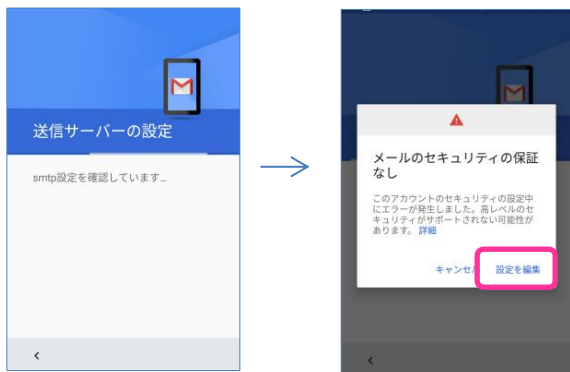 送信サーバーの設定
smtp設定を確認しています...
メールのセキュリティの保証
なし
このアカウントのセキュリティの設定中
にエラーが発生しました。高レベルのセ
キュリティがサポートされない可能性が
あります。 詳細
キャンセル 設定を編集